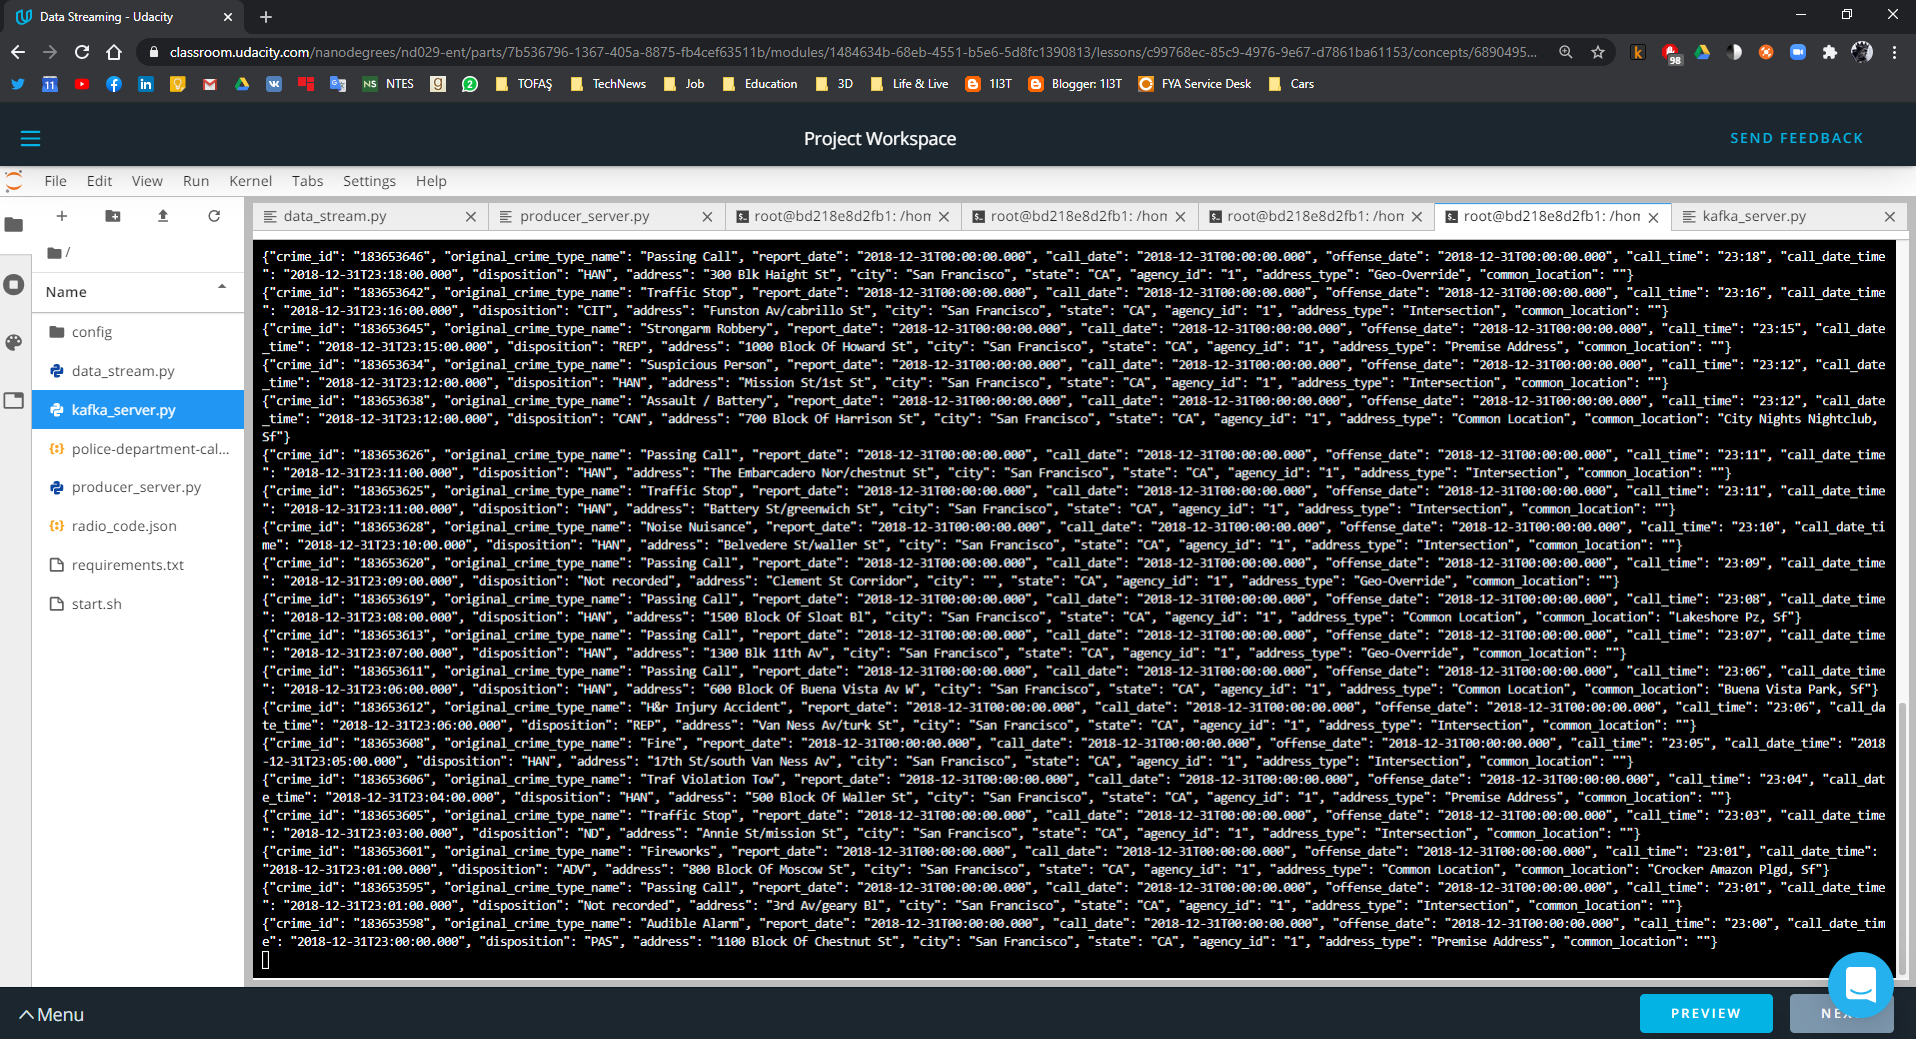 Data Streaming - Udacity
classroom.udacity.com/nanodegrees/nd029-ent/parts/7b536796-1367-405a-8875-fb4cef63511b/modules/1484634b-68eb-4551-b5e6-5d8fc1390813/lessons/c99768ec-85c9-4976-9e67-d7861ba61153/concepts/6890495...
98
11
NS NTES
TOFAŞ
TechNews
Job
Education
3D
Life & Live
1I3T
Blogger: 1I3T
FYA Service Desk
Cars
Project Workspace
SEND FEEDBACK
File Edit View Run Kernel Tabs Settings Help
data_stream.py
producer_server.py
root@bd218e8d2fb1: /hom
root@bd218e8d2fb1: /hom
root@bd218e8d2fb1: /hom
root@bd218e8d2fb1: /hom
kafka_server.py
/
Name
config
data_stream.py
kafka_server.py
police-department-cal...
producer_server.py
radio_code.json
requirements.txt
start.sh
{"crime_id": "183653646", "original_crime_type_name": "Passing Call", "report_date": "2018-12-31T00:00:00.000", "call_date": "2018-12-31T00:00:00.000", "offense_date": "2018-12-31T00:00:00.000", "call_time": "23:18", "call_date_time
": "2018-12-31T23:18:00.000", "disposition": "HAN", "address": "300 Blk Haight St", "city": "San Francisco", "state": "CA", "agency_id": "1", "address_type": "Geo-Override", "common_location": ""}
{"crime_id": "183653642", "original_crime_type_name": "Traffic Stop", "report_date": "2018-12-31T00:00:00.000", "call_date": "2018-12-31T00:00:00.000", "offense_date": "2018-12-31T00:00:00.000", "call_time": "23:16", "call_date_time
": "2018-12-31T23:16:00.000", "disposition": "CIT", "address": "Funston Av/cabrillo St", "city": "San Francisco", "state": "CA", "agency_id": "1", "address_type": "Intersection", "common_location": ""}
{"crime_id": "183653645", "original_crime_type_name": "Strongarm Robbery", "report_date": "2018-12-31T00:00:00.000", "call_date": "2018-12-31T00:00:00.000", "offense_date": "2018-12-31T00:00:00.000", "call_time": "23:15", "call_date
_time": "2018-12-31T23:15:00.000", "disposition": "REP", "address": "1000 Block Of Howard St", "city": "San Francisco", "state": "CA", "agency_id": "1", "address_type": "Premise Address", "common_location": ""}
{"crime_id": "183653634", "original_crime_type_name": "Suspicious Person", "report_date": "2018-12-31T00:00:00.000", "call_date": "2018-12-31T00:00:00.000", "offense_date": "2018-12-31T00:00:00.000", "call_time": "23:12", "call_date
_time": "2018-12-31T23:12:00.000", "disposition": "HAN", "address": "Mission St/1st St", "city": "San Francisco", "state": "CA", "agency_id": "1", "address_type": "Intersection", "common_location": ""}
{"crime_id": "183653638", "original_crime_type_name": "Assault / Battery", "report_date": "2018-12-31T00:00:00.000", "call_date": "2018-12-31T00:00:00.000", "offense_date": "2018-12-31T00:00:00.000", "call_time": "23:12", "call_date
_time": "2018-12-31T23:12:00.000", "disposition": "CAN", "address": "700 Block Of Harrison St", "city": "San Francisco", "state": "CA", "agency_id": "1", "address_type": "Common Location", "common_location": "City Nights Nightclub,
Sf"}
{"crime_id": "183653626", "original_crime_type_name": "Passing Call", "report_date": "2018-12-31T00:00:00.000", "call_date": "2018-12-31T00:00:00.000", "offense_date": "2018-12-31T00:00:00.000", "call_time": "23:11", "call_date_time
": "2018-12-31T23:11:00.000", "disposition": "HAN", "address": "The Embarcadero Nor/chestnut St", "city": "San Francisco", "state": "CA", "agency_id": "1", "address_type": "Intersection", "common_location": ""}
{"crime_id": "183653625", "original_crime_type_name": "Traffic Stop", "report_date": "2018-12-31T00:00:00.000", "call_date": "2018-12-31T00:00:00.000", "offense_date": "2018-12-31T00:00:00.000", "call_time": "23:11", "call_date_time
": "2018-12-31T23:11:00.000", "disposition": "HAN", "address": "Battery St/greenwich St", "city": "San Francisco", "state": "CA", "agency_id": "1", "address_type": "Intersection", "common_location": ""}
{"crime_id": "183653628", "original_crime_type_name": "Noise Nuisance", "report_date": "2018-12-31T00:00:00.000", "call_date": "2018-12-31T00:00:00.000", "offense_date": "2018-12-31T00:00:00.000", "call_time": "23:10", "call_date_ti
me": "2018-12-31T23:10:00.000", "disposition": "HAN", "address": "Belvedere St/waller St", "city": "San Francisco", "state": "CA", "agency_id": "1", "address_type": "Intersection", "common_location": ""}
{"crime_id": "183653620", "original_crime_type_name": "Passing Call", "report_date": "2018-12-31T00:00:00.000", "call_date": "2018-12-31T00:00:00.000", "offense_date": "2018-12-31T00:00:00.000", "call_time": "23:09", "call_date_time
": "2018-12-31T23:09:00.000", "disposition": "Not recorded", "address": "Clement St Corridor", "city": "", "state": "CA", "agency_id": "1", "address_type": "Geo-Override", "common_location": ""}
{"crime_id": "183653619", "original_crime_type_name": "Passing Call", "report_date": "2018-12-31T00:00:00.000", "call_date": "2018-12-31T00:00:00.000", "offense_date": "2018-12-31T00:00:00.000", "call_time": "23:08", "call_date_time
": "2018-12-31T23:08:00.000", "disposition": "HAN", "address": "1500 Block Of Sloat Bl", "city": "San Francisco", "state": "CA", "agency_id": "1", "address_type": "Common Location", "common_location": "Lakeshore Pz, Sf"}
{"crime_id": "183653613", "original_crime_type_name": "Passing Call", "report_date": "2018-12-31T00:00:00.000", "call_date": "2018-12-31T00:00:00.000", "offense_date": "2018-12-31T00:00:00.000", "call_time": "23:07", "call_date_time
": "2018-12-31T23:07:00.000", "disposition": "HAN", "address": "1300 Blk 11th Av", "city": "San Francisco", "state": "CA", "agency_id": "1", "address_type": "Geo-Override", "common_location": ""}
{"crime_id": "183653611", "original_crime_type_name": "Passing Call", "report_date": "2018-12-31T00:00:00.000", "call_date": "2018-12-31T00:00:00.000", "offense_date": "2018-12-31T00:00:00.000", "call_time": "23:06", "call_date_time
": "2018-12-31T23:06:00.000", "disposition": "HAN", "address": "600 Block Of Buena Vista Av W", "city": "San Francisco", "state": "CA", "agency_id": "1", "address_type": "Common Location", "common_location": "Buena Vista Park, Sf"}
{"crime_id": "183653612", "original_crime_type_name": "H&r Injury Accident", "report_date": "2018-12-31T00:00:00.000", "call_date": "2018-12-31T00:00:00.000", "offense_date": "2018-12-31T00:00:00.000", "call_time": "23:06", "call_da
te_time": "2018-12-31T23:06:00.000", "disposition": "REP", "address": "Van Ness Av/turk St", "city": "San Francisco", "state": "CA", "agency_id": "1", "address_type": "Intersection", "common_location": ""}
{"crime_id": "183653608", "original_crime_type_name": "Fire", "report_date": "2018-12-31T00:00:00.000", "call_date": "2018-12-31T00:00:00.000", "offense_date": "2018-12-31T00:00:00.000", "call_time": "23:05", "call_date_time": "2018
-12-31T23:05:00.000", "disposition": "HAN", "address": "17th St/south Van Ness Av", "city": "San Francisco", "state": "CA", "agency_id": "1", "address_type": "Intersection", "common_location": ""}
{"crime_id": "183653606", "original_crime_type_name": "Traf Violation Tow", "report_date": "2018-12-31T00:00:00.000", "call_date": "2018-12-31T00:00:00.000", "offense_date": "2018-12-31T00:00:00.000", "call_time": "23:04", "call_dat
e_time": "2018-12-31T23:04:00.000", "disposition": "HAN", "address": "500 Block Of Waller St", "city": "San Francisco", "state": "CA", "agency_id": "1", "address_type": "Premise Address", "common_location": ""}
{"crime_id": "183653605", "original_crime_type_name": "Traffic Stop", "report_date": "2018-12-31T00:00:00.000", "call_date": "2018-12-31T00:00:00.000", "offense_date": "2018-12-31T00:00:00.000", "call_time": "23:03", "call_date_time
": "2018-12-31T23:03:00.000", "disposition": "ND", "address": "Annie St/mission St", "city": "San Francisco", "state": "CA", "agency_id": "1", "address_type": "Intersection", "common_location": ""}
{"crime_id": "183653601", "original_crime_type_name": "Fireworks", "report_date": "2018-12-31T00:00:00.000", "call_date": "2018-12-31T00:00:00.000", "offense_date": "2018-12-31T00:00:00.000", "call_time": "23:01", "call_date_time":
"2018-12-31T23:01:00.000", "disposition": "ADV", "address": "800 Block Of Moscow St", "city": "San Francisco", "state": "CA", "agency_id": "1", "address_type": "Common Location", "common_location": "Crocker Amazon Plgd, Sf"}
{"crime_id": "183653595", "original_crime_type_name": "Passing Call", "report_date": "2018-12-31T00:00:00.000", "call_date": "2018-12-31T00:00:00.000", "offense_date": "2018-12-31T00:00:00.000", "call_time": "23:01", "call_date_time
": "2018-12-31T23:01:00.000", "disposition": "Not recorded", "address": "3rd Av/geary Bl", "city": "San Francisco", "state": "CA", "agency_id": "1", "address_type": "Intersection", "common_location": ""}
{"crime_id": "183653598", "original_crime_type_name": "Audible Alarm", "report_date": "2018-12-31T00:00:00.000", "call_date": "2018-12-31T00:00:00.000", "offense_date": "2018-12-31T00:00:00.000", "call_time": "23:00", "call_date_tim
e": "2018-12-31T23:00:00.000", "disposition": "PAS", "address": "1100 Block Of Chestnut St", "city": "San Francisco", "state": "CA", "agency_id": "1", "address_type": "Premise Address", "common_location": ""}
Menu
PREVIEW